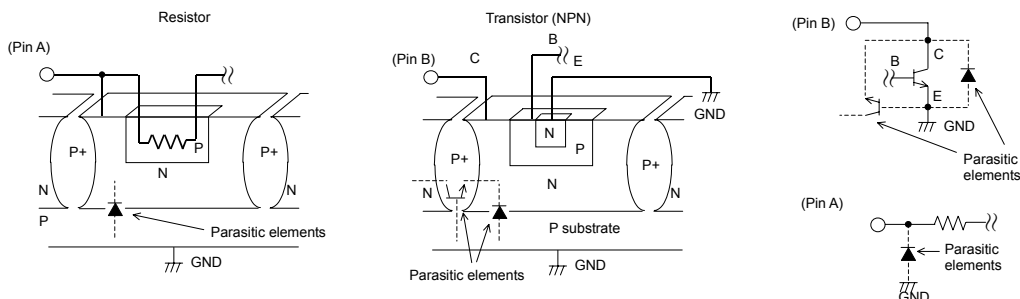 Resistor
(Pin A)
P+
P
P+
N
N
N
P
Parasitic elements
GND
Transistor (NPN)
(Pin B)
C
B
E
GND
N
P
P+
P+
N
N
N
P substrate
Parasitic elements
GND
(Pin B)
C
B
E
GND
Parasitic
elements
(Pin A)
Parasitic
elements
GND